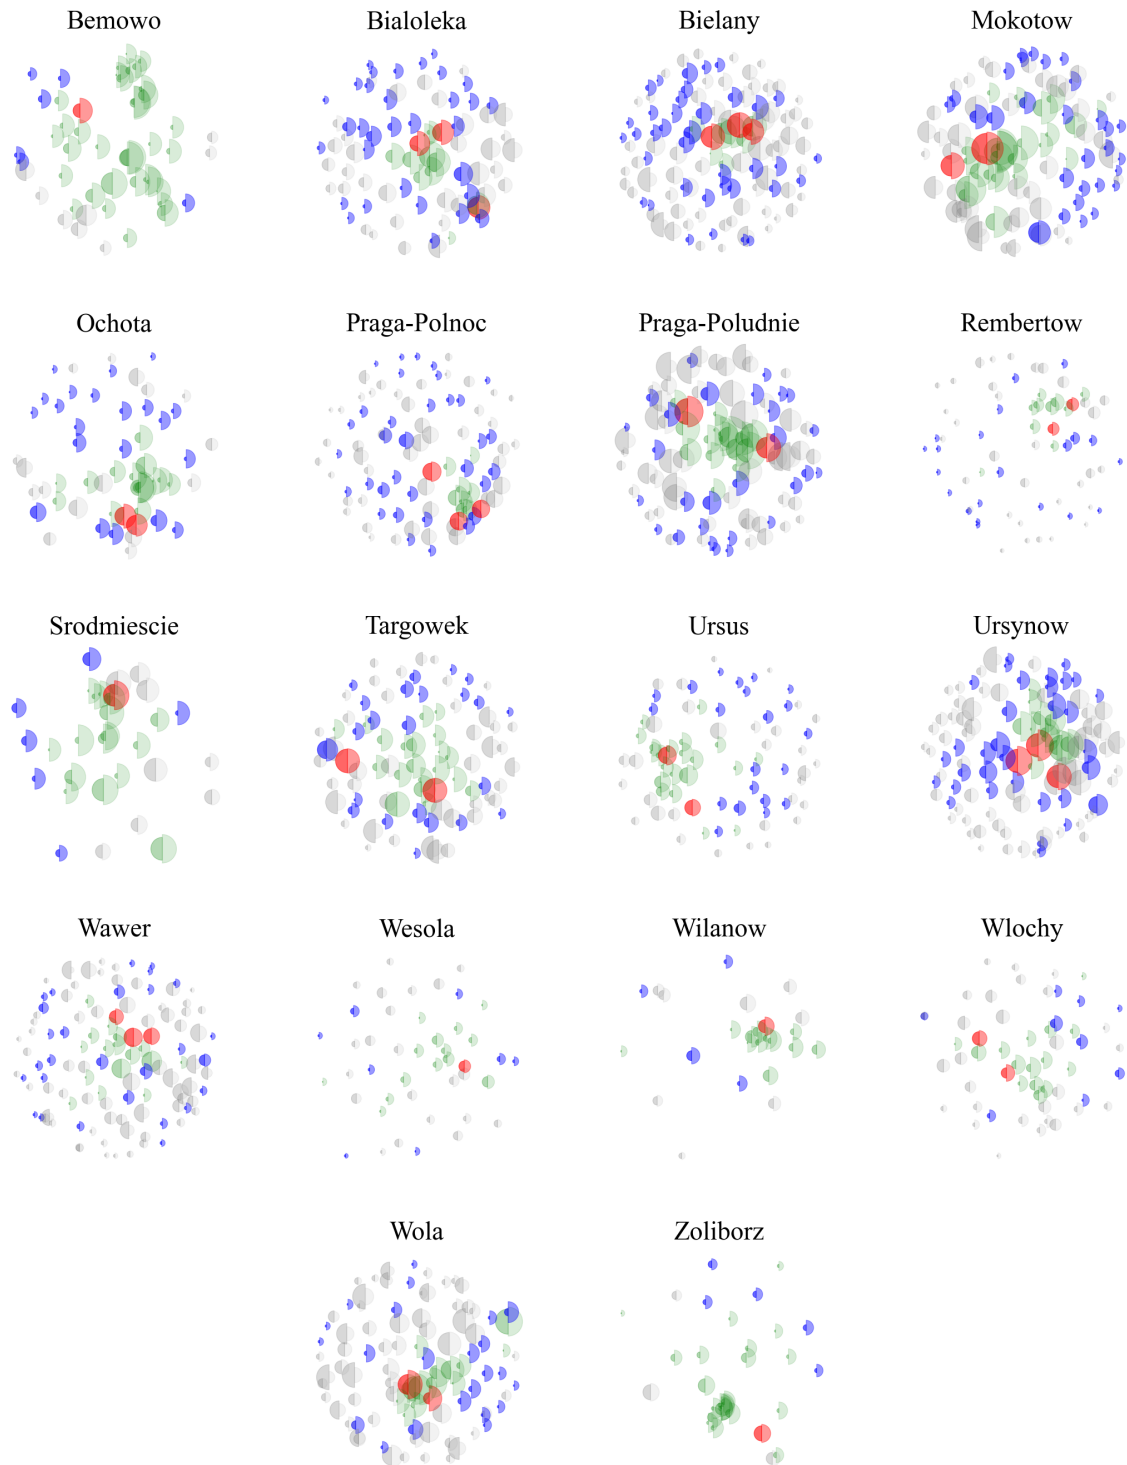 Bemowo
Bialoleka
Bielany
Mokotow
Ochota
Praga-Polnoc
Praga-Poludnie
Rembertow
Srodmiescie
Targowek
Ursus
Ursynow
Wawer
Wesola
Wilanow
Wlochy
Wola
Zoliborz